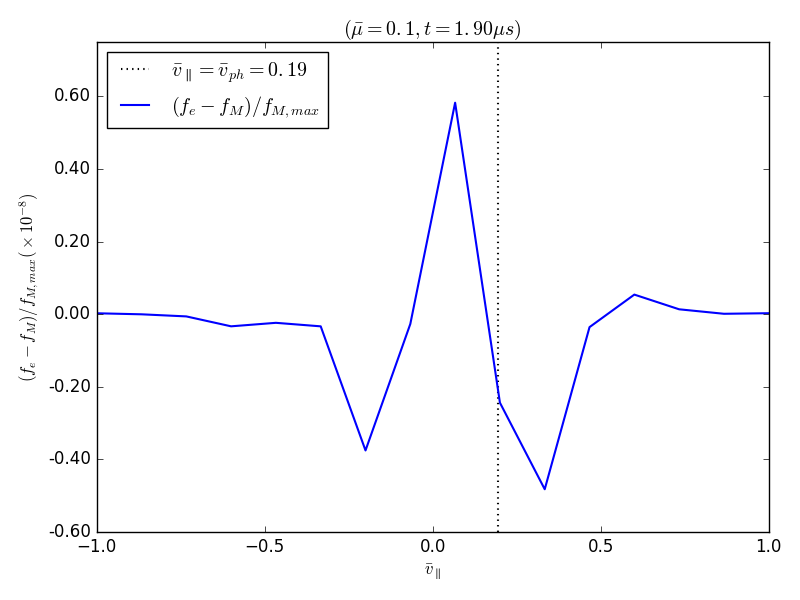 (μ̄ = 0.1, t = 1.90μs)
v̄∥ = v̄ph = 0.19
(fe − fM)/fM,max
0.60
0.40
0.20
0.00
-0.20
-0.40
-0.60
(fe − fM)/fM,max(×10⁻⁸)
−1.0 −0.5 0.0 0.5 1.0
v̄∥